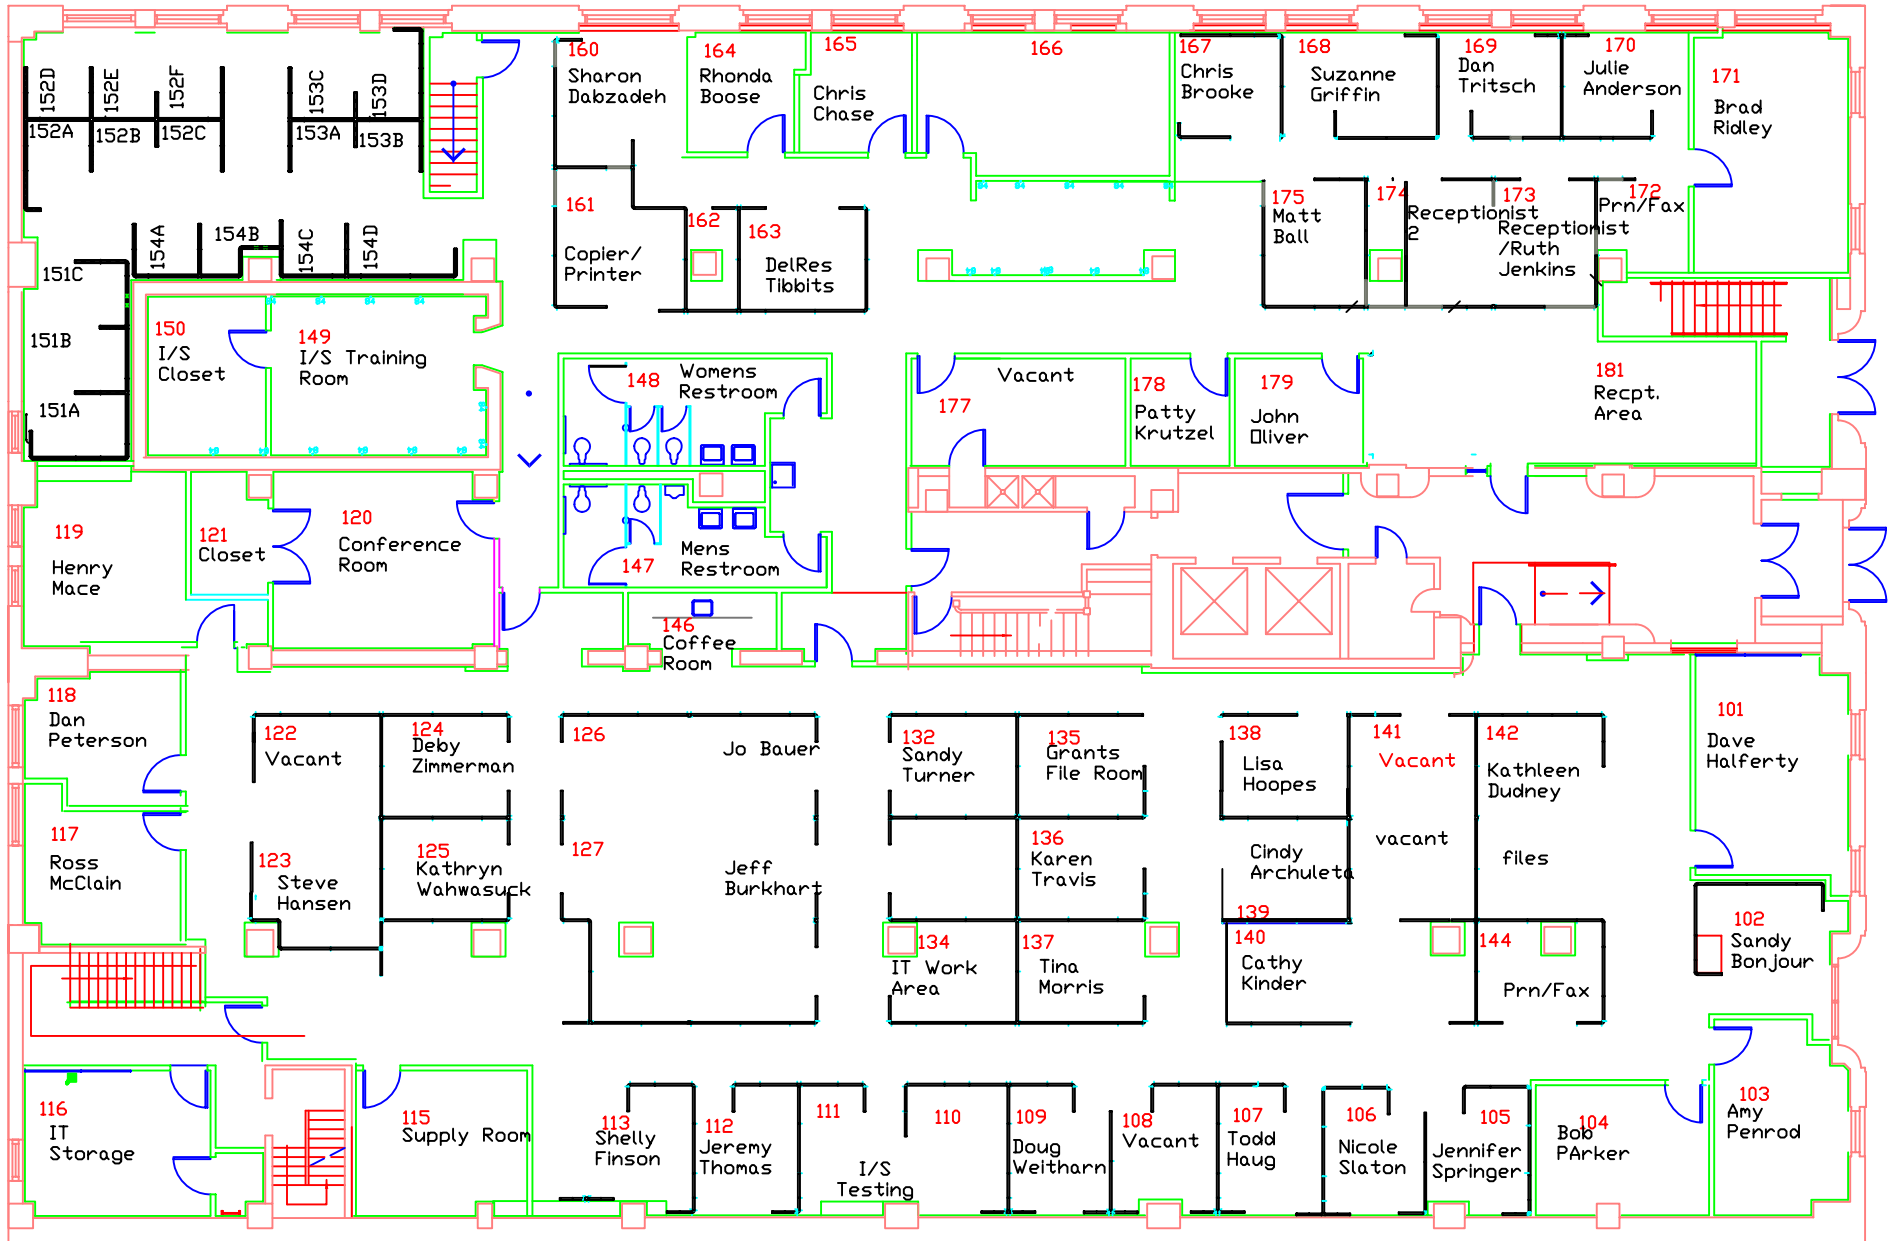 160
Sharon
Dabzadeh
164
Rhonda
Boose
165
Chris
Chase
166
167
Chris
Brooke
168
Suzanne
Griffin
169
Dan
Tritsch
170
Julie
Anderson
171
Brad
Ridley
152D
152E
152F
153C
153D
152A
152B
152C
153A
153B
154A
154B
154C
154D
151C
151B
151A
161
Copier/
Printer
162
163
DelRes
Tibbits
175
Matt
Ball
174
Receptionist
2
173
Receptionist
/Ruth
Jenkins
172
Prn/Fax
150
I/S
Closet
149
I/S Training
Room
148
Womens
Restroom
177
Vacant
178
Patty
Krutzel
179
John
Oliver
181
Recpt.
Area
119
Henry
Mace
121
Closet
120
Conference
Room
147
Mens
Restroom
146
Coffee
Room
118
Dan
Peterson
117
Ross
McClain
122
Vacant
124
Deby
Zimmerman
126
Jo Bauer
132
Sandy
Turner
135
Grants
File Room
138
Lisa
Hoopes
141
Vacant
142
Kathleen
Dudney
101
Dave
Halferty
123
Steve
Hansen
125
Kathryn
Wahwasuck
127
Jeff
Burkhart
136
Karen
Travis
Cindy
Archuleta
139
vacant
files
134
IT Work
Area
137
Tina
Morris
140
Cathy
Kinder
144
Prn/Fax
102
Sandy
Bonjour
116
IT
Storage
115
Supply Room
113
Shelly
Finson
112
Jeremy
Thomas
111
I/S
Testing
110
109
Doug
Weitharn
108
Vacant
107
Todd
Haug
106
Nicole
Slaton
105
Jennifer
Springer
104
Bob
PArker
103
Amy
Penrod